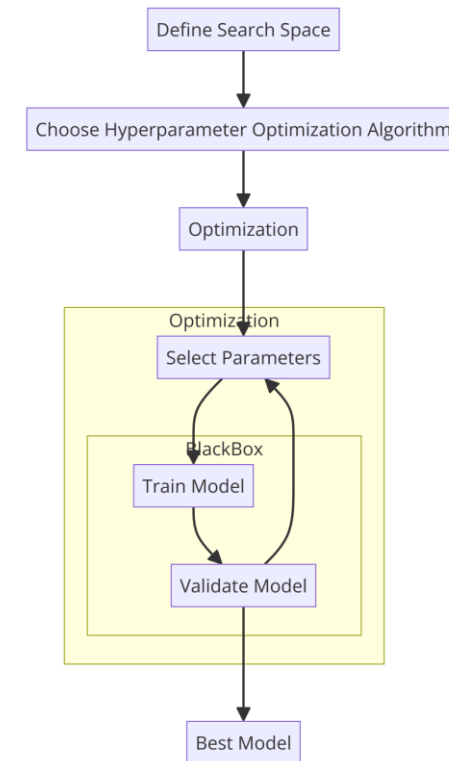 Define Search Space
Choose Hyperparameter Optimization Algorithm
Optimization
Optimization
Select Parameters
BlackBox
Train Model
Validate Model
Best Model